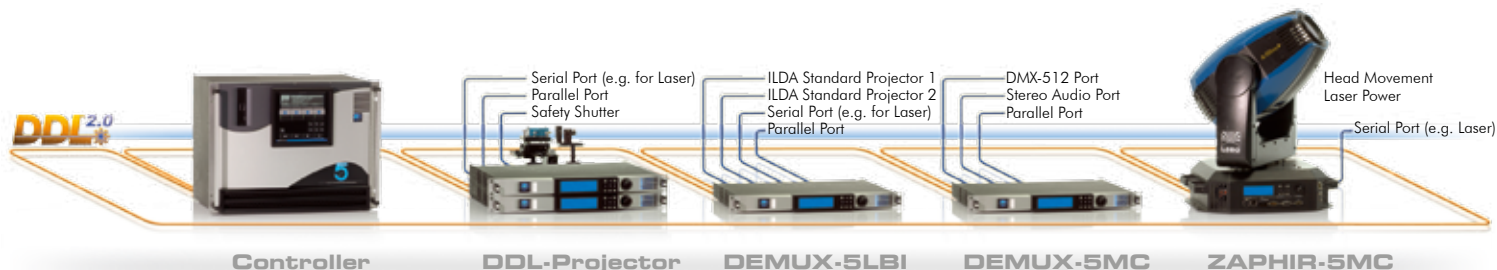 DDL 2.0
Serial Port (e.g. for Laser)
Parallel Port
Safety Shutter
ILDA Standard Projector 1
ILDA Standard Projector 2
Serial Port (e.g. for Laser)
Parallel Port
DMX-512 Port
Stereo Audio Port
Parallel Port
Head Movement
Laser Power
Serial Port (e.g. Laser)
5
Controller
DDL-Projector
DEMUX-5LBI
DEMUX-5MC
ZAPHIR-5MC